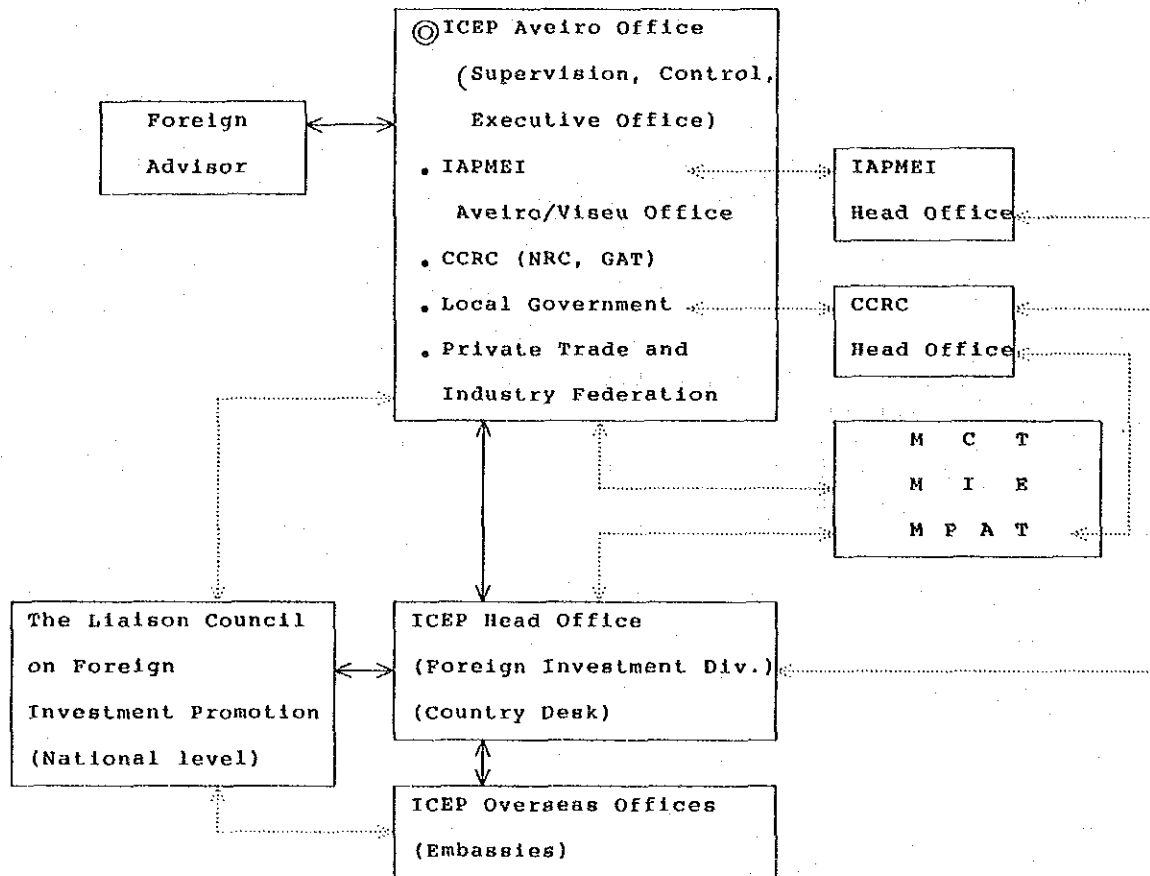 ◎ICEP Aveiro Office
(Supervision, Control,
Executive Office)
• IAPMEI
Aveiro/Viseu Office
• CCRC (NRC, GAT)
• Local Government
• Private Trade and
Industry Federation
Foreign
Advisor
IAPMEI
Head Office
CCRC
Head Office
M C T
M I E
M P A T
The Liaison Council
on Foreign
Investment Promotion
(National level)
ICEP Head Office
(Foreign Investment Div.)
(Country Desk)
ICEP Overseas Offices
(Embassies)